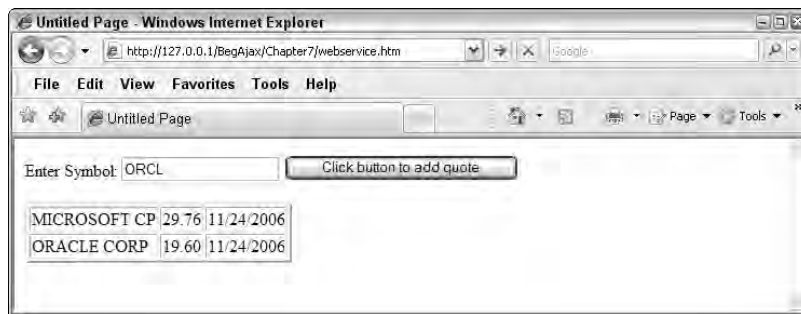 Untitled Page - Windows Internet Explorer
http://127.0.0.1/BegAjax/Chapter7/webservice.htm
Google
File Edit View Favorites Tools Help
Untitled Page
Page Tools »
Enter Symbol: ORCL Click button to add quote
MICROSOFT CP 29.76 11/24/2006
ORACLE CORP 19.60 11/24/2006